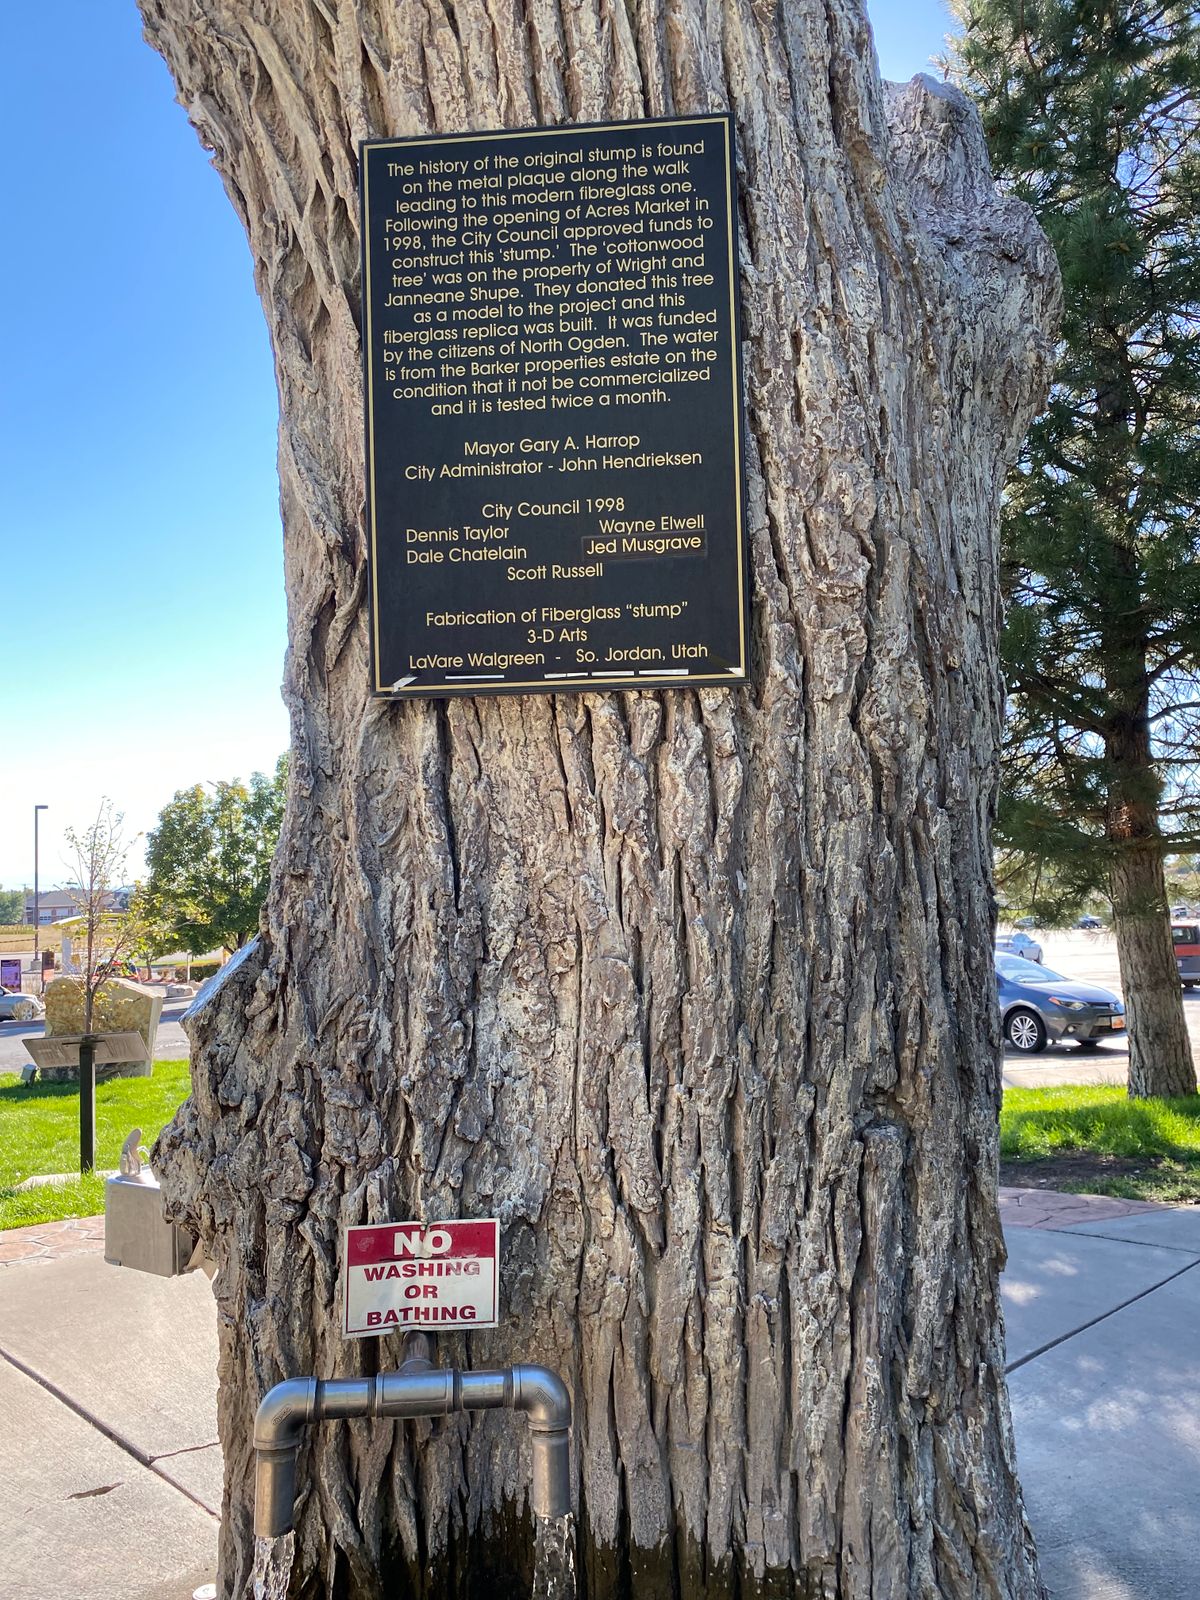 The history of the original stump is found
on the metal plaque along the walk
leading to this modern fibreglass one.
Following the opening of Acres Market in
1998, the City Council approved funds to
construct this 'stump.' The 'cottonwood
tree' was on the property of Wright and
Janneane Shupe. They donated this tree
as a model to the project and this
fiberglass replica was built. It was funded
by the citizens of North Ogden. The water
is from the Barker properties estate on the
condition that it not be commercialized
and it is tested twice a month.
Mayor Gary A. Harrop
City Administrator - John Hendrieksen
City Council 1998
Dennis Taylor Wayne Elwell
Dale Chatelain Jed Musgrave
Scott Russell
Fabrication of Fiberglass "stump"
3-D Arts
LaVare Walgreen - So. Jordan, Utah
NO
WASHING
OR
BATHING